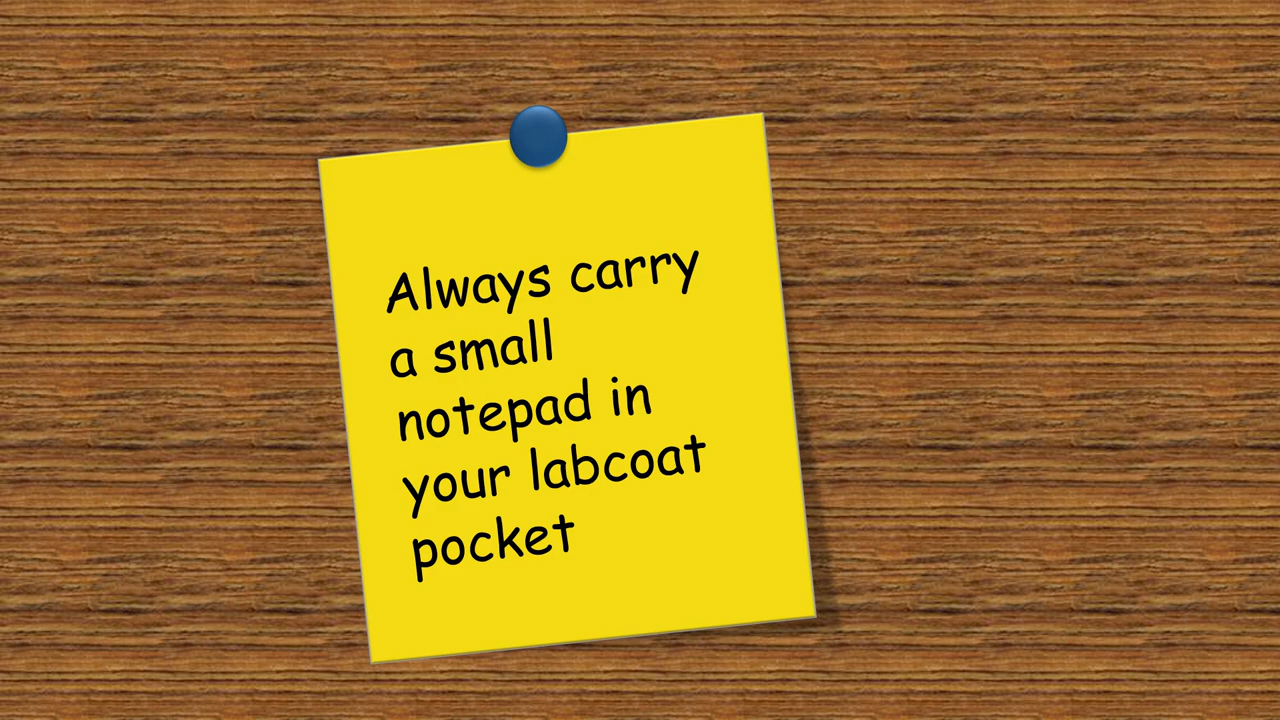 Always carry
a small
notepad in
your labcoat
pocket